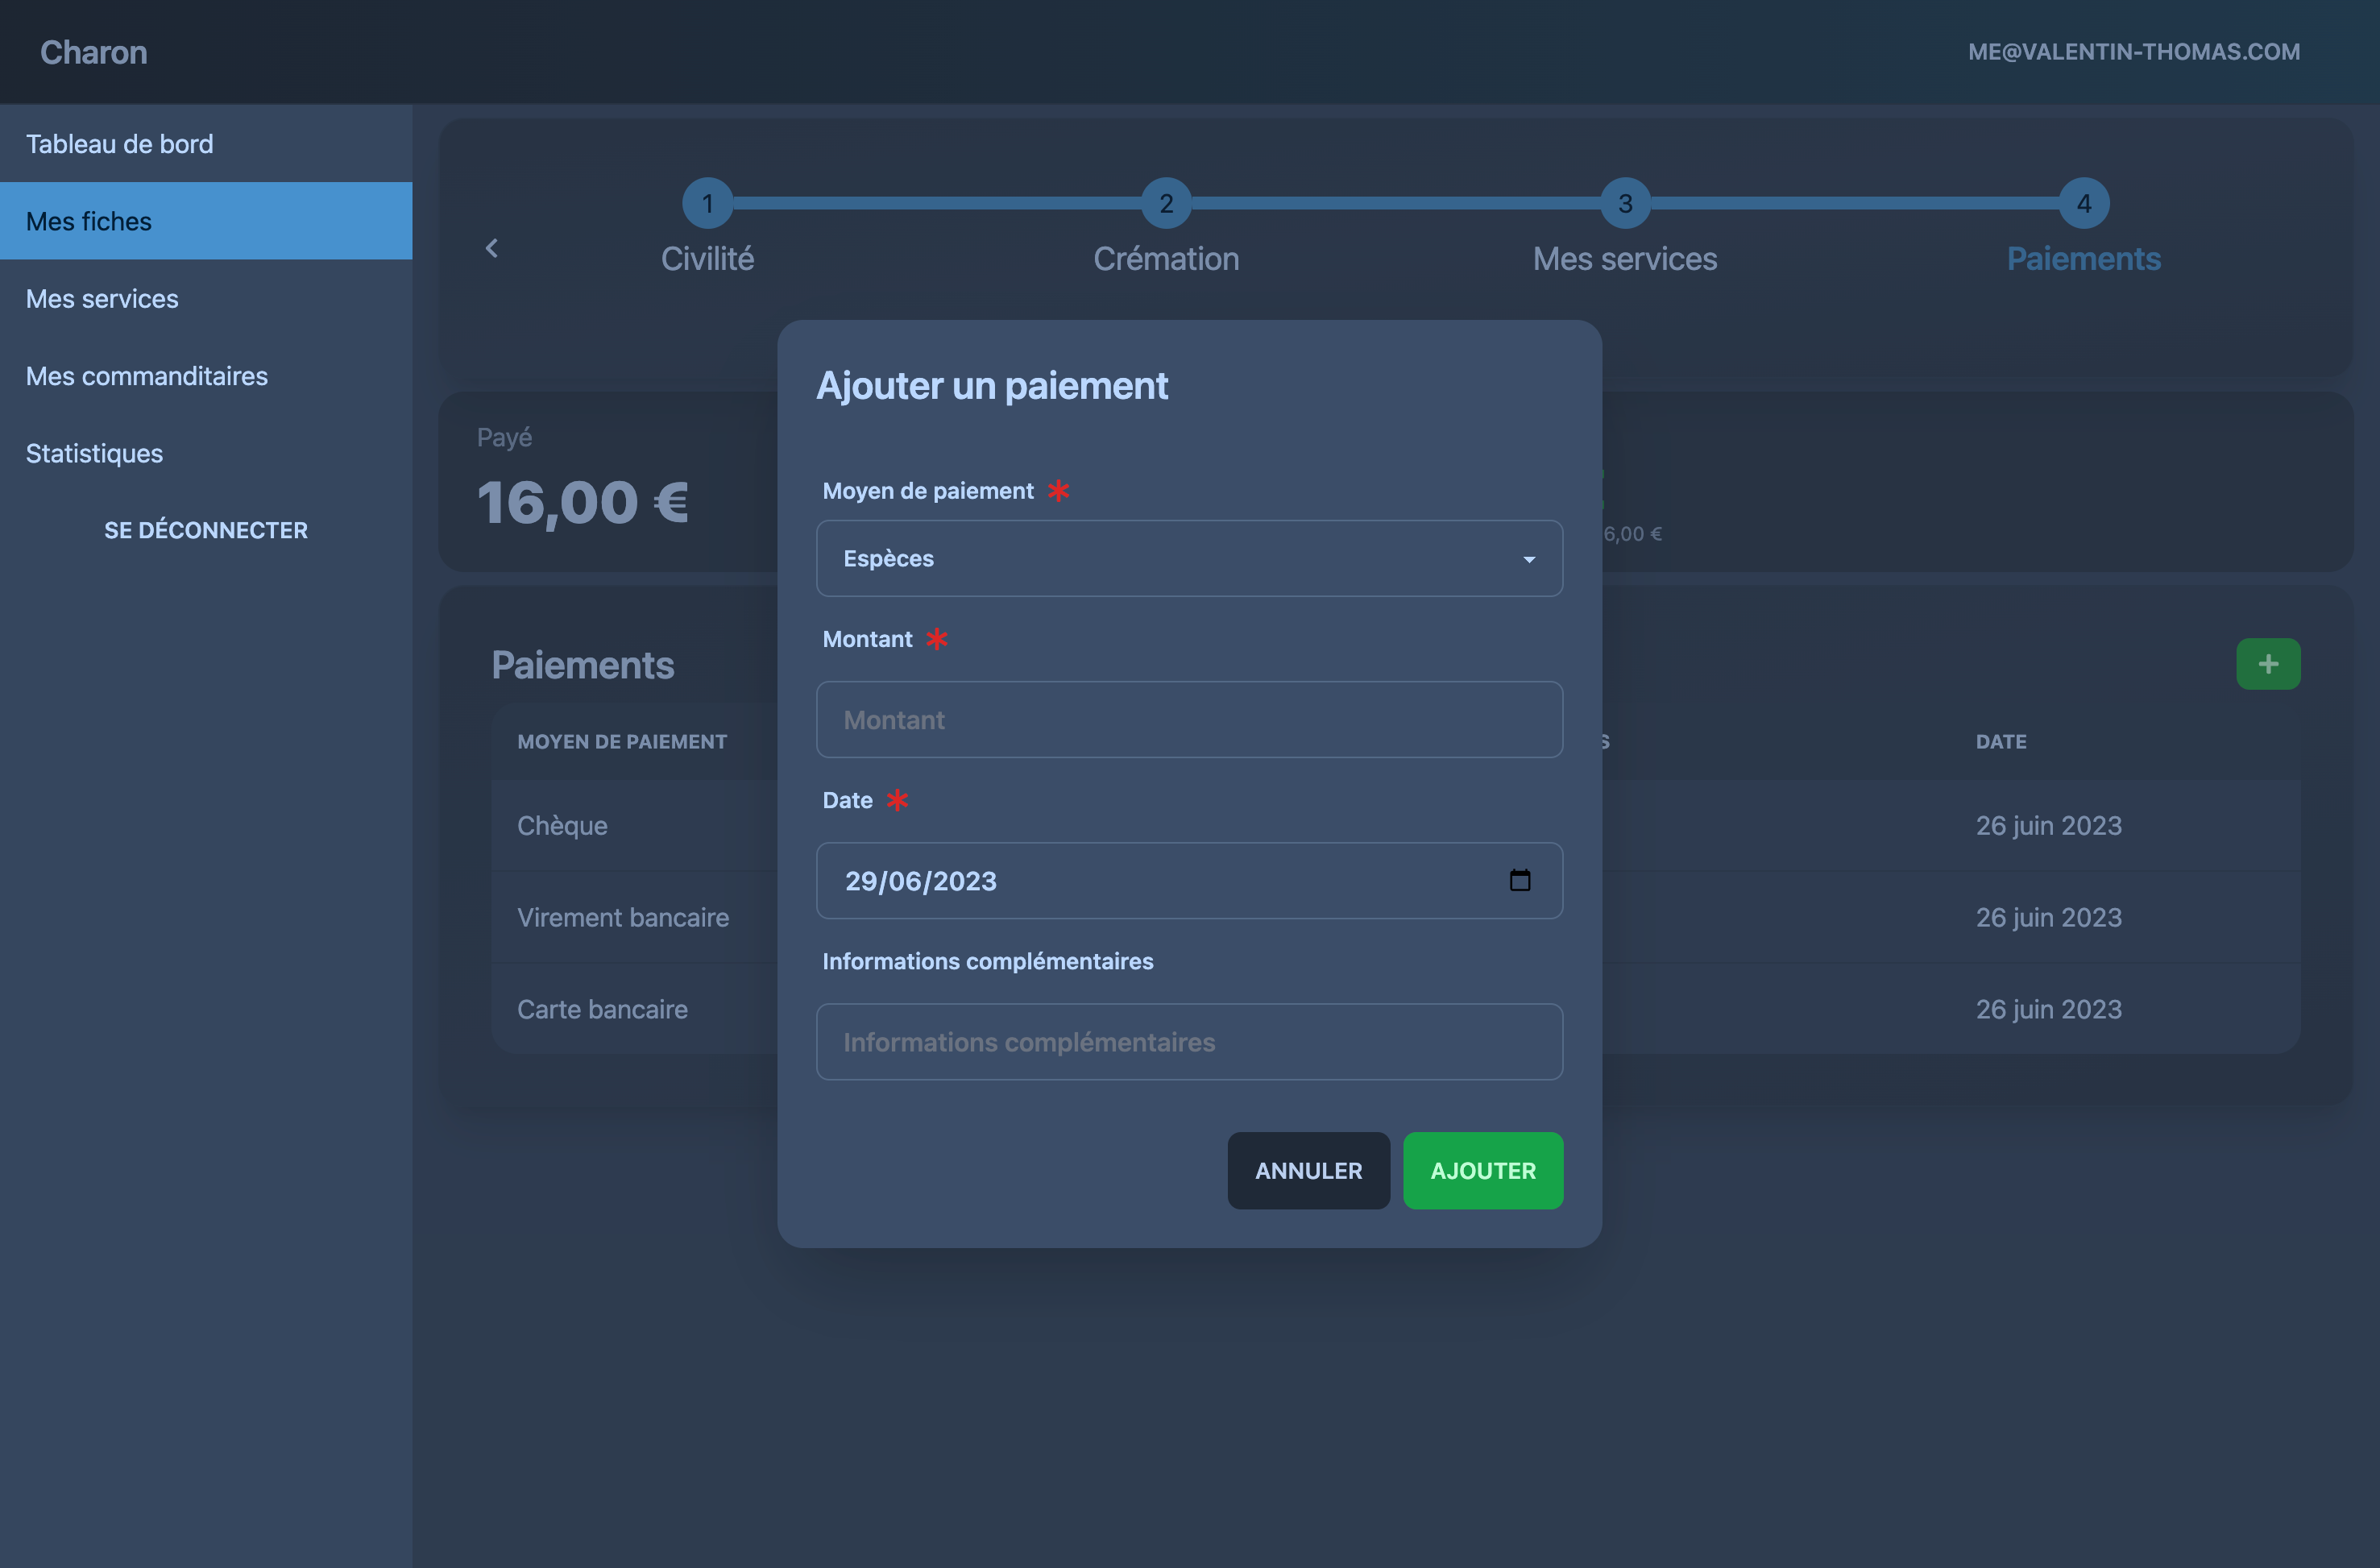 Charon
ME@VALENTIN-THOMAS.COM
Tableau de bord
Mes fiches
Mes services
Mes commanditaires
Statistiques
SE DÉCONNECTER
1
2
3
4
Civilité
Crémation
Mes services
Paiements
Payé
16,00 €
6,00 €
Paiements
MOYEN DE PAIEMENT
DATE
Chèque
26 juin 2023
Virement bancaire
26 juin 2023
Carte bancaire
26 juin 2023
Ajouter un paiement
Moyen de paiement *
Espèces
Montant *
Montant
Date *
29/06/2023
Informations complémentaires
Informations complémentaires
ANNULER
AJOUTER